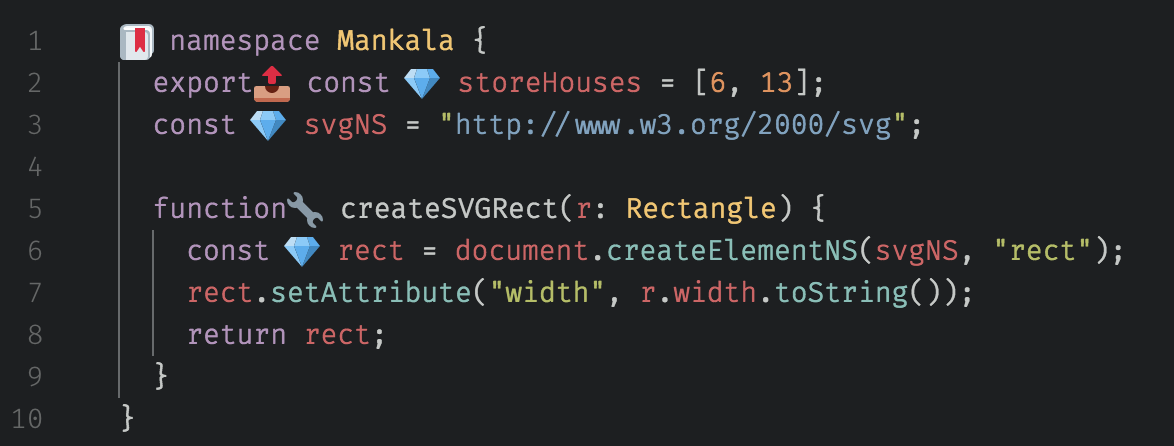 1 📑 namespace Mankala {
2 export📤 const 💎 storeHouses = [6, 13];
3 const 💎 svgNS = "http://www.w3.org/2000/svg";
4
5 function🔧 createSVGRect(r: Rectangle) {
6 const 💎 rect = document.createElementNS(svgNS, "rect");
7 rect.setAttribute("width", r.width.toString());
8 return rect;
9 }
10 }